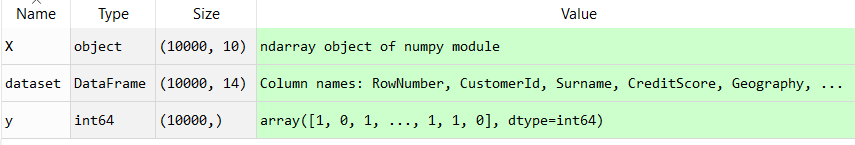 Name Type Size Value
X object (10000, 10) ndarray object of numpy module
dataset DataFrame (10000, 14) Column names: RowNumber, CustomerId, Surname, CreditScore, Geography, ...
y int64 (10000,) array([1, 0, 1, ..., 1, 1, 0], dtype=int64)